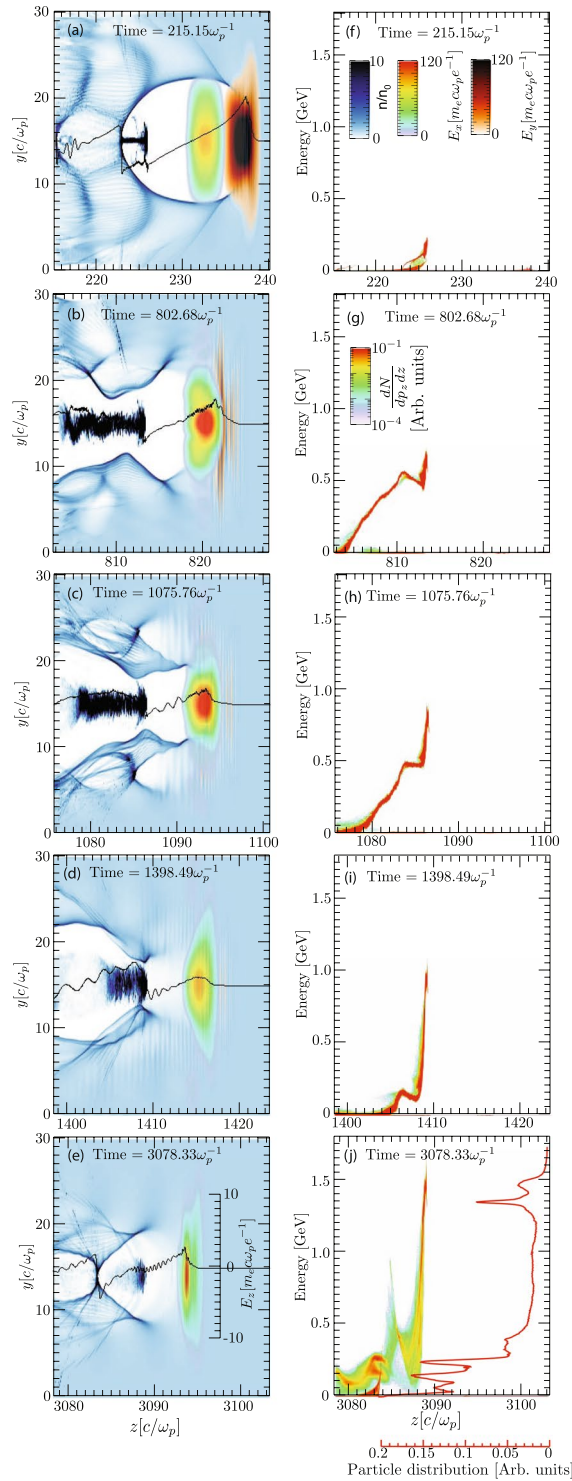 (a) Time = 215.15ω_p^{-1}
y[c/ω_p]
30
20
10
0
220 230 240
(f) Time = 215.15ω_p^{-1}
Energy [GeV]
1.5
1.0
0.5
0
10
0
n/n_0
120
0
E_x[m_e cω_p e^{-1}]
120
0
E_y[m_e cω_p e^{-1}]
220 230 240
(b) Time = 802.68ω_p^{-1}
y[c/ω_p]
30
20
10
0
810 820
(g) Time = 802.68ω_p^{-1}
Energy [GeV]
1.5
1.0
0.5
0
10^{-1}
10^{-4}
dN
dp_z dz
[Arb. units]
810 820
(c) Time = 1075.76ω_p^{-1}
y[c/ω_p]
30
20
10
0
1080 1090 1100
(h) Time = 1075.76ω_p^{-1}
Energy [GeV]
1.5
1.0
0.5
0
1080 1090 1100
(d) Time = 1398.49ω_p^{-1}
y[c/ω_p]
30
20
10
0
1400 1410 1420
(i) Time = 1398.49ω_p^{-1}
Energy [GeV]
1.5
1.0
0.5
0
1400 1410 1420
(e) Time = 3078.33ω_p^{-1}
y[c/ω_p]
30
20
10
0
10
0
-10
E_z[m_e cω_p e^{-1}]
3080 3090 3100
z[c/ω_p]
(j) Time = 3078.33ω_p^{-1}
Energy [GeV]
1.5
1.0
0.5
0
3080 3090 3100
z[c/ω_p]
0.2 0.15 0.1 0.05 0
Particle distribution [Arb. units]